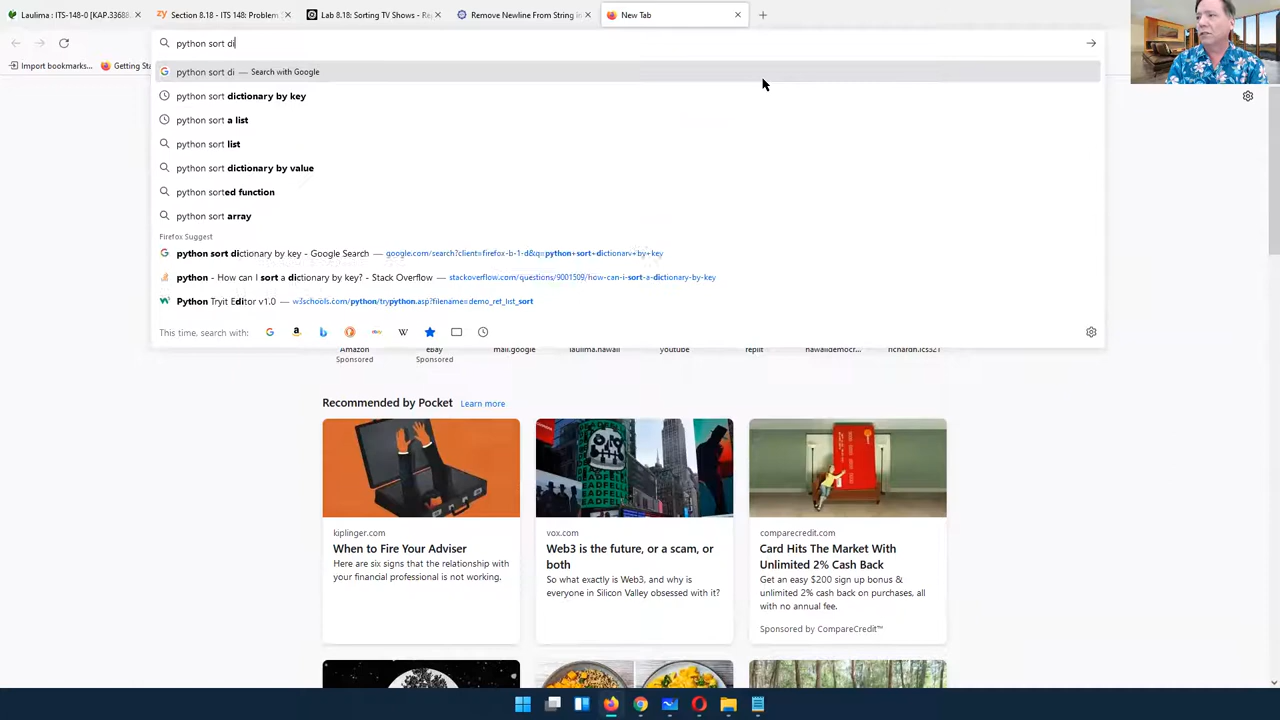 Laulima : ITS-148-0 [KAP.33688.
Section 8.18 - ITS 148: Problem
Lab 8.18: Sorting TV Shows - Re
Remove Newline From String in
New Tab
python sort di
Import bookmarks...
Getting Sta
python sort di — Search with Google
python sort dictionary by key
python sort a list
python sort list
python sort dictionary by value
python sorted function
python sort array
Firefox Suggest
python sort dictionary by key - Google Search — google.com/search?client=firefox-b-1-d&q=python+sort+dictionary+by+key
python - How can I sort a dictionary by key? - Stack Overflow — stackoverflow.com/questions/9001509/how-can-i-sort-a-dictionary-by-key
Python Tryit Editor v1.0 — w3schools.com/python/trypython.asp?filename=demo_ref_list_sort
This time, search with:
Amazon
Sponsored
ebay
Sponsored
mail.google
laulima.hawaii
youtube
replit
hawaiidemocr...
richardn.ics321
Recommended by Pocket
Learn more
kiplinger.com
When to Fire Your Adviser
Here are six signs that the relationship with
your financial professional is not working.
vox.com
Web3 is the future, or a scam, or
both
So what exactly is Web3, and why is
everyone in Silicon Valley obsessed with it?
comparecredit.com
Card Hits The Market With
Unlimited 2% Cash Back
Get an easy $200 sign up bonus &
unlimited 2% cash back on purchases, all
with no annual fee.
Sponsored by CompareCredit™